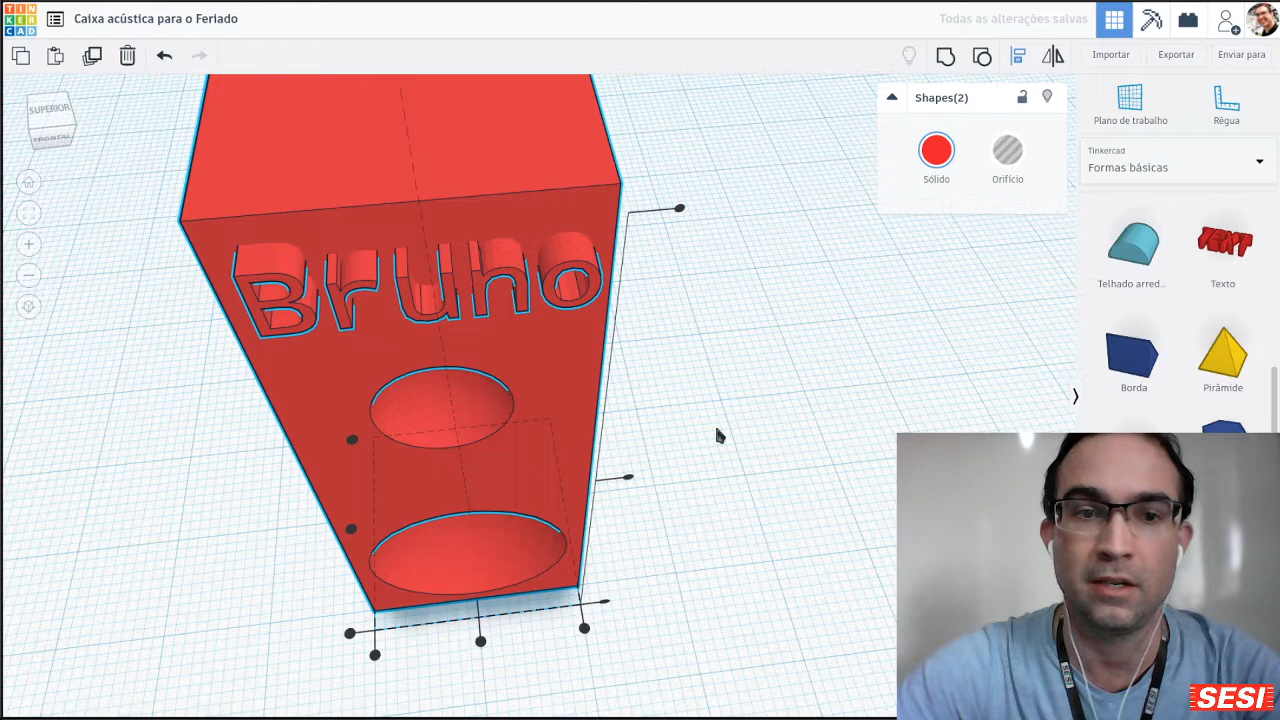 TIN
KER
CAD
Caixa acústica para o Feriado
Todas as alterações salvas
Importar
Exportar
Enviar para
SUPERIOR
FRONTAL
Shapes(2)
Sólido
Orifício
Plano de trabalho
Régua
Tinkercad
Formas básicas
TEXT
Telhado arred...
Texto
Borda
Pirâmide
Bruno
SESI